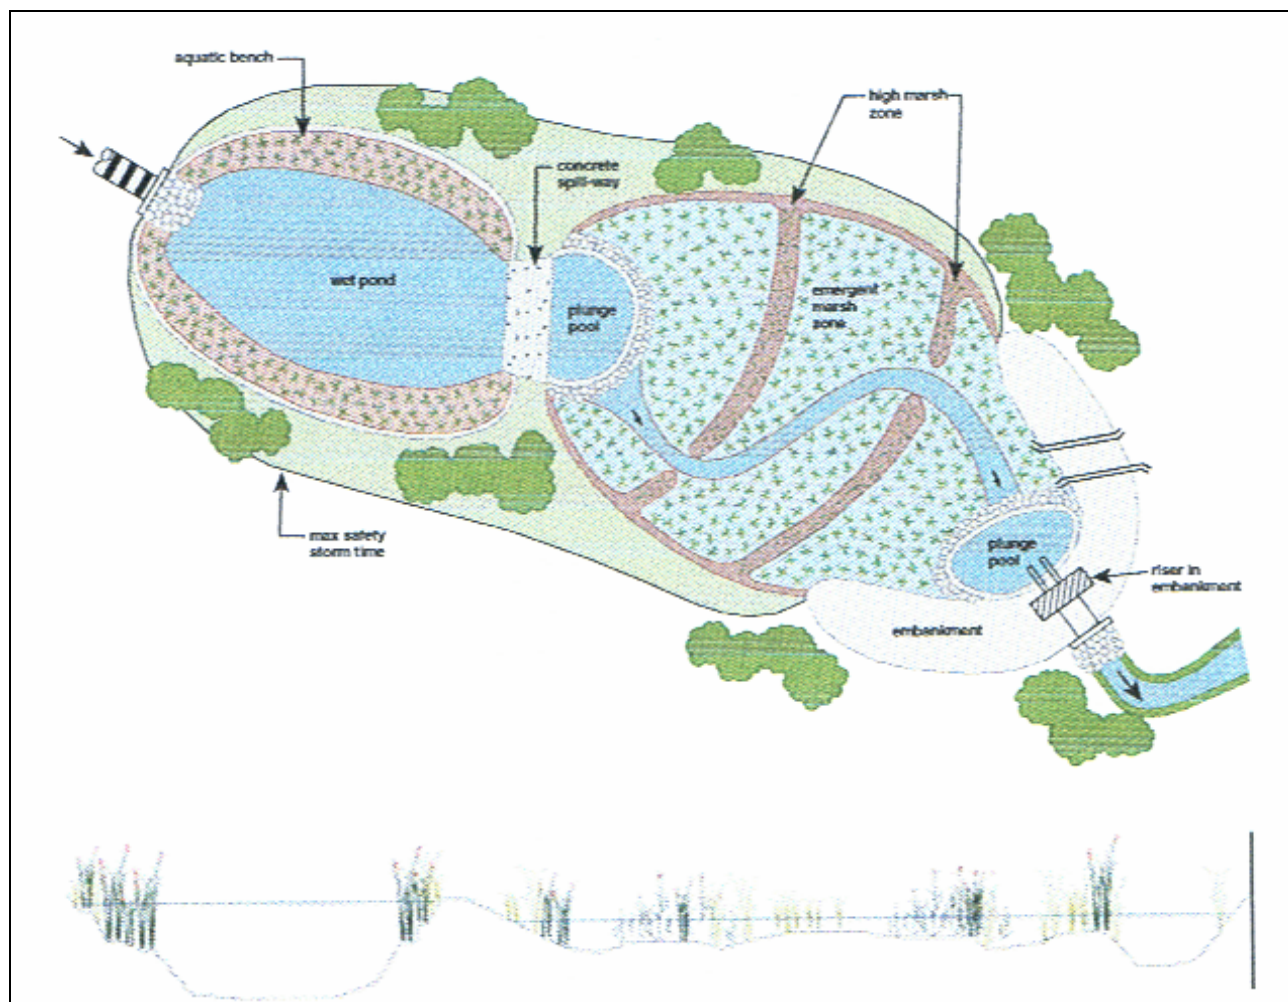 aquatic bench
high marsh
zone
concrete
spill-way
wet pond
plunge
pool
emergent
marsh
zone
max safety
storm time
plunge
pool
riser in
embankment
embankment